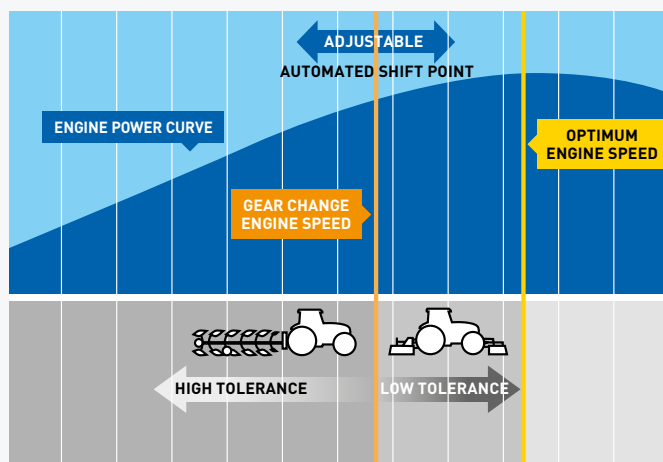 ADJUSTABLE
AUTOMATED SHIFT POINT
ENGINE POWER CURVE
OPTIMUM
ENGINE SPEED
GEAR CHANGE
ENGINE SPEED
HIGH TOLERANCE
LOW TOLERANCE